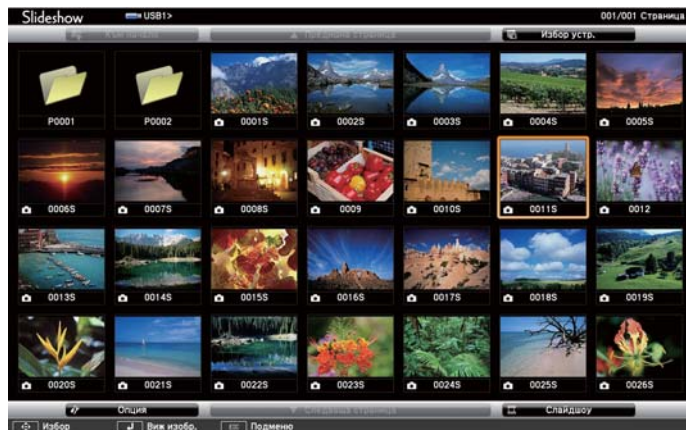 Slideshow USB1> 001/001 Страница
Към начало Предишна страница Избор устр.
P0001 P0002 0001S 0002S 0003S 0004S 0005S
0006S 0007S 0008S 0009 0010S 0011S 0012
0013S 0014S 0015S 0016S 0017S 0018S 0019S
0020S 0021S 0022S 0023S 0024S 0025S 0026S
Опция Следваща страница Слайдшоу
Избор Виж изобр. ESC Подменю